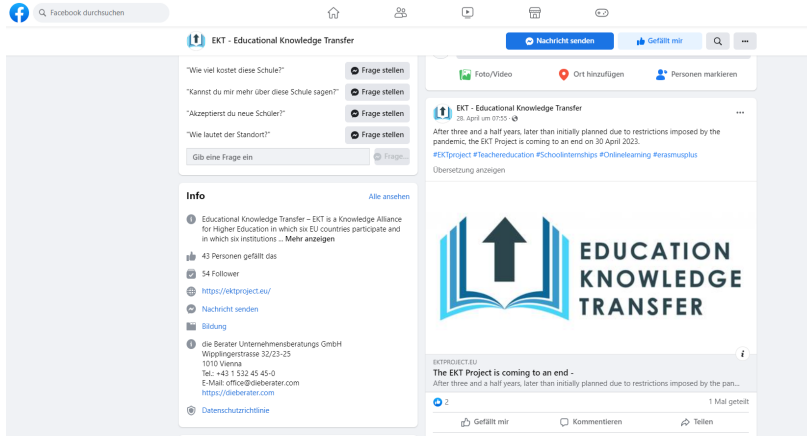 Facebook durchsuchen
EKT - Educational Knowledge Transfer
Nachricht senden
Gefällt mir
"Wie viel kostet diese Schule?"
Frage stellen
"Kannst du mir mehr über diese Schule sagen?"
Frage stellen
"Akzeptierst du neue Schüler?"
Frage stellen
"Wie lautet der Standort?"
Frage stellen
Gib eine Frage ein
Frage...
Info
Alle ansehen
Educational Knowledge Transfer – EKT is a Knowledge Alliance
for Higher Education in which six EU countries participate and
in which six institutions ... Mehr anzeigen
43 Personen gefällt das
54 Follower
https://ektproject.eu/
Nachricht senden
Bildung
die Berater Unternehmensberatungs GmbH
Wipplingerstrasse 32/23-25
1010 Vienna
Tel.: +43 1 532 45 45-0
E-Mail: office@dieberater.com
https://dieberater.com
Datenschutzrichtlinie
Foto/Video
Ort hinzufügen
Personen markieren
EKT - Educational Knowledge Transfer
28. April um 07:55 ·
After three and a half years, later than initially planned due to restrictions imposed by the
pandemic, the EKT Project is coming to an end on 30 April 2023.
#EKTproject #Teachereducation #Schoolinternships #Onlinelearning #erasmusplus
Übersetzung anzeigen
EDUCATION
KNOWLEDGE
TRANSFER
EKTPROJECT.EU
The EKT Project is coming to an end -
After three and a half years, later than initially planned due to restrictions imposed by the pan...
2
1 Mal geteilt
Gefällt mir
Kommentieren
Teilen